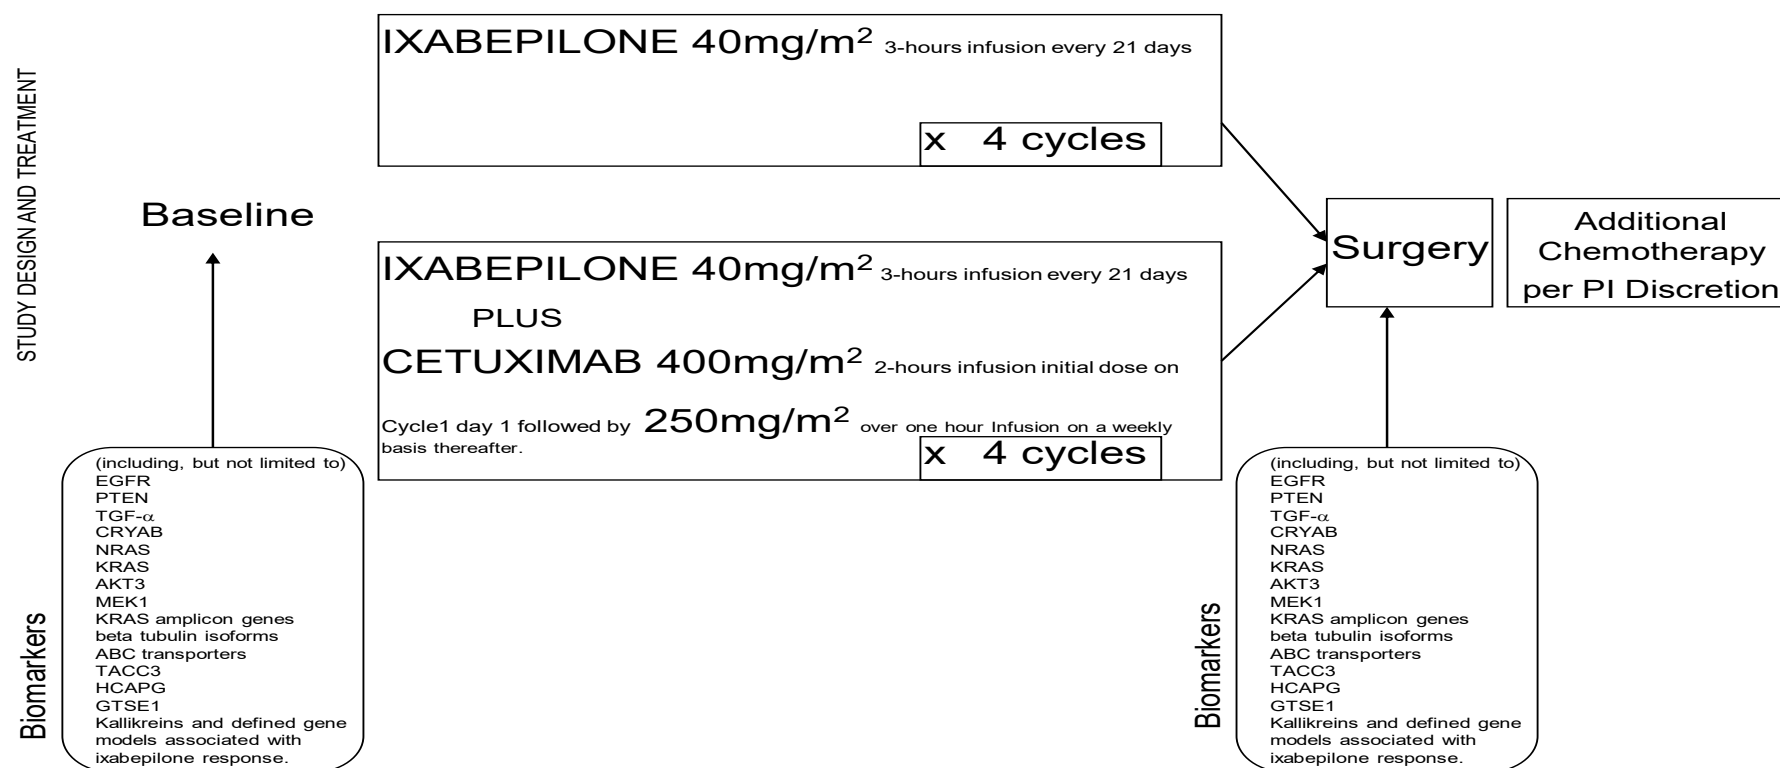 STUDY DESIGN AND TREATMENT
IXABEPILONE 40mg/m² 3-hours infusion every 21 days
x 4 cycles
Baseline
IXABEPILONE 40mg/m² 3-hours infusion every 21 days
PLUS
CETUXIMAB 400mg/m² 2-hours infusion initial dose on
Cycle1 day 1 followed by 250mg/m² over one hour Infusion on a weekly
basis thereafter.
x 4 cycles
Surgery
Additional
Chemotherapy
per PI Discretion
Biomarkers
(including, but not limited to)
EGFR
PTEN
TGF-α
CRYAB
NRAS
KRAS
AKT3
MEK1
KRAS amplicon genes
beta tubulin isoforms
ABC transporters
TACC3
HCAPG
GTSE1
Kallikreins and defined gene
models associated with
ixabepilone response.
Biomarkers
(including, but not limited to)
EGFR
PTEN
TGF-α
CRYAB
NRAS
KRAS
AKT3
MEK1
KRAS amplicon genes
beta tubulin isoforms
ABC transporters
TACC3
HCAPG
GTSE1
Kallikreins and defined gene
models associated with
ixabepilone response.